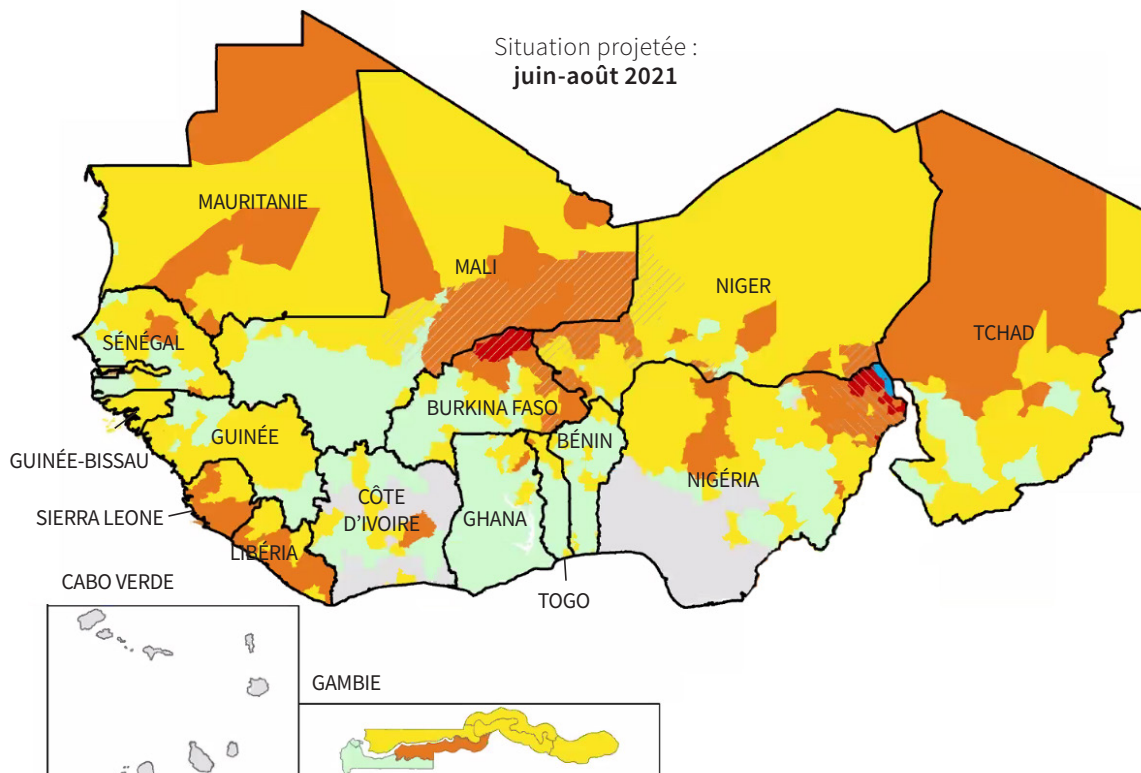 Situation projetée :
juin-août 2021
MAURITANIE
MALI
NIGER
TCHAD
SÉNÉGAL
BURKINA FASO
BÉNIN
GUINÉE
GUINÉE-BISSAU
NIGÉRIA
CÔTE
D'IVOIRE
GHANA
SIERRA LEONE
LIBÉRIA
CABO VERDE
TOGO
GAMBIE